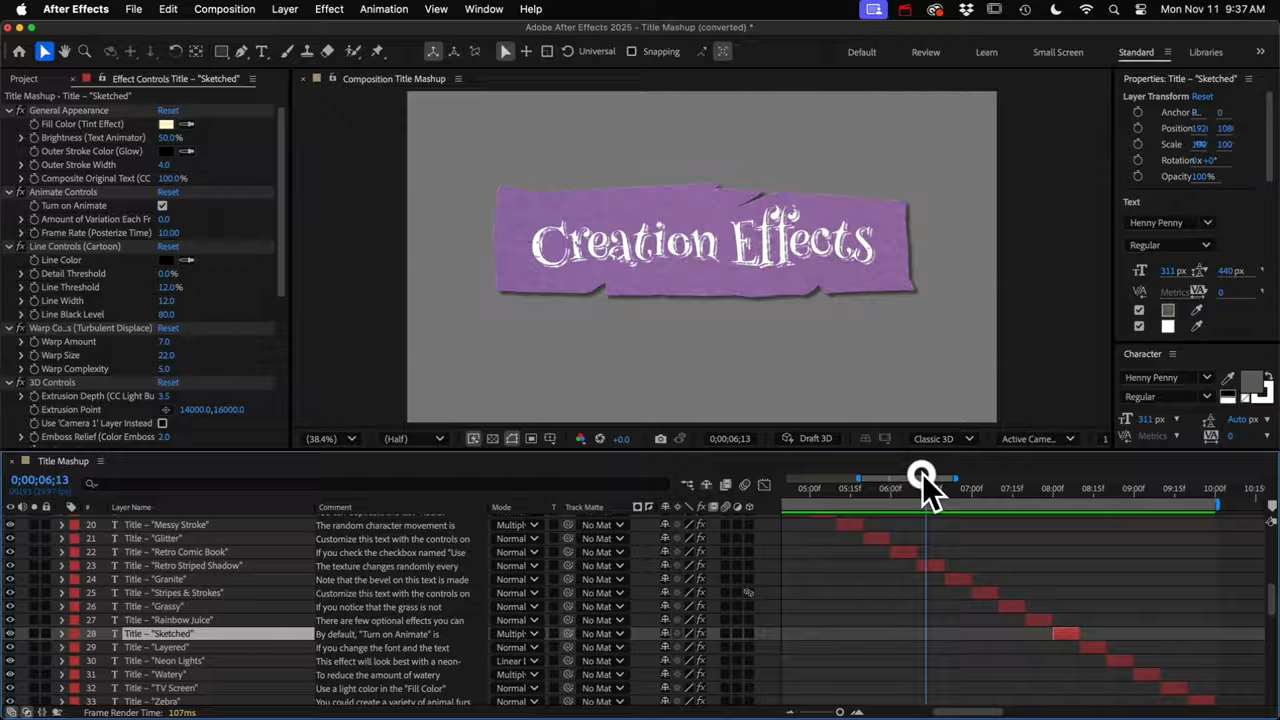 After Effects File Edit Composition Layer Effect Animation View Window Help Mon Nov 11 9:37 AM
Adobe After Effects 2025 - Title Mashup (converted) *
Universal Snapping Default Review Learn Small Screen Standard Libraries
Project Effect Controls Title – "Sketched"
Title Mashup - Title – "Sketched"
fx General Appearance Reset
Fill Color (Tint Effect)
Brightness (Text Animator) 50.0%
Outer Stroke Color (Glow)
Outer Stroke Width 4.0
Composite Original Text (CC 100.0%
fx Animate Controls Reset
Turn on Animate
Amount of Variation Each Fr 0.0
Frame Rate (Posterize Time) 10.00
fx Line Controls (Cartoon) Reset
Line Color
Detail Threshold 0.0%
Line Threshold 12.0%
Line Width 12.0
Line Black Level 80.0
fx Warp Co...s (Turbulent Displace) Reset
Warp Amount 7.0
Warp Size 22.0
Warp Complexity 5.0
fx 3D Controls Reset
Extrusion Depth (CC Light Bu 3.5
Extrusion Point 14000.0,16000.0
Use 'Camera 1' Layer Instead
Emboss Relief (Color Emboss 2.0
Composition Title Mashup
Creation Effects
(38.4%) (Half) +0.0 0;00;06;13 Draft 3D Classic 3D Active Came... 1
Properties: Title – "Sketched"
Layer Transform Reset
Anchor 0
Position 1920 1080
Scale 100
Rotation 0x+0°
Opacity 100%
Text
Henny Penny
Regular
311 px 440 px
Metrics 0
Character
Henny Penny
Regular
311 px Auto px
Metrics 0
Title Mashup
0;00;06;13
00193 (29.97 fps)
05:00f 05:15f 06:00f 07:00f 07:15f 08:00f 08:15f 09:00f 09:15f 10:00f 10:15
# Layer Name Comment Mode T Track Matte
20 T Title – "Messy Stroke" The random character movement is Multipl No Mat
21 T Title – "Glitter" Customize this text with the controls on Normal No Mat
22 T Title – "Retro Comic Book" If you check the checkbox named "Use Normal No Mat
23 T Title – "Retro Striped Shadow" The texture changes randomly every Normal No Mat
24 T Title – "Granite" Note that the bevel on this text is made Normal No Mat
25 T Title – "Stripes & Strokes" Customize this text with the controls on Normal No Mat
26 T Title – "Grassy" If you notice that the grass is not Normal No Mat
27 T Title – "Rainbow Juice" There are few optional effects you can Normal No Mat
28 T Title – "Sketched" By default, "Turn on Animate" is Multipl No Mat
29 T Title – "Layered" If you change the font and the text Normal No Mat
30 T Title – "Neon Lights" This effect will look best with a neon- Linear No Mat
31 T Title – "Watery" To reduce the amount of watery Multipl No Mat
32 T Title – "TV Screen" Use a light color in the "Fill Color" Normal No Mat
33 T Title – "Zebra" You could create a variety of animal furs Normal No Mat
Frame Render Time: 107ms